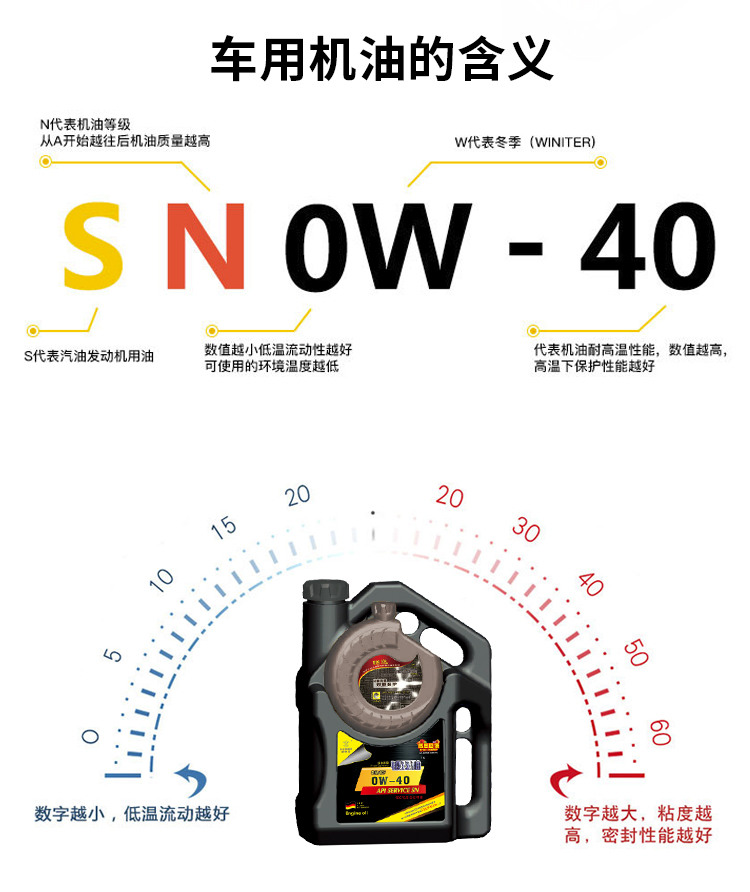 车用机油的含义
N代表机油等级
从A开始越往后机油质量越高
W代表冬季（WINITER）
S N 0W - 40
S代表汽油发动机用油
数值越小低温流动性越好
可使用的环境温度越低
代表机油耐高温性能，数值越高，
高温下保护性能越好
0
5
10
15
20
20
30
40
50
60
0W-40
API SERVICE SN
Engine oil
数字越小，低温流动越好
数字越大，粘度越
高，密封性能越好